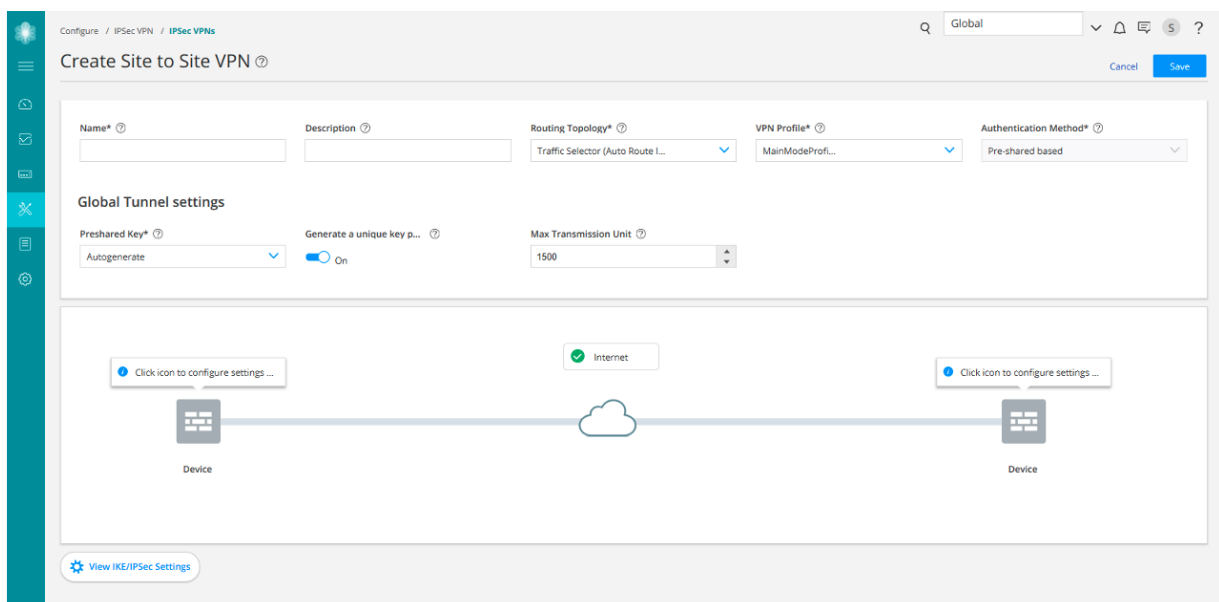 Configure / IPSec VPN / IPSec VPNs
Global
S
?
Create Site to Site VPN ?
Cancel
Save
Name* ?
Description ?
Routing Topology* ?
VPN Profile* ?
Authentication Method* ?
Traffic Selector (Auto Route I...
MainModeProfi...
Pre-shared based
Global Tunnel settings
Preshared Key* ?
Generate a unique key p... ?
Max Transmission Unit ?
Autogenerate
On
1500
Internet
Click icon to configure settings ...
Click icon to configure settings ...
Device
Device
View IKE/IPSec Settings